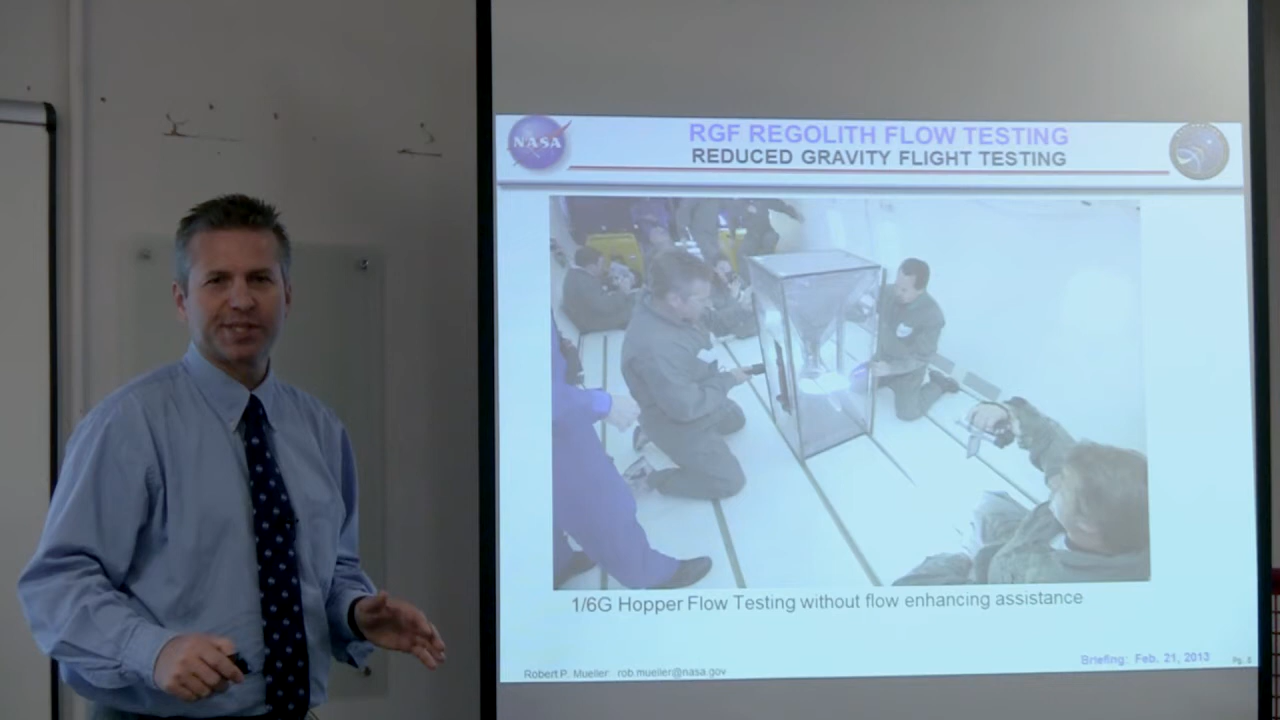 NASA
RGF REGOLITH FLOW TESTING
REDUCED GRAVITY FLIGHT TESTING
1/6G Hopper Flow Testing without flow enhancing assistance
Robert P. Mueller: rob.mueller@nasa.gov
Briefing: Feb. 21, 2013